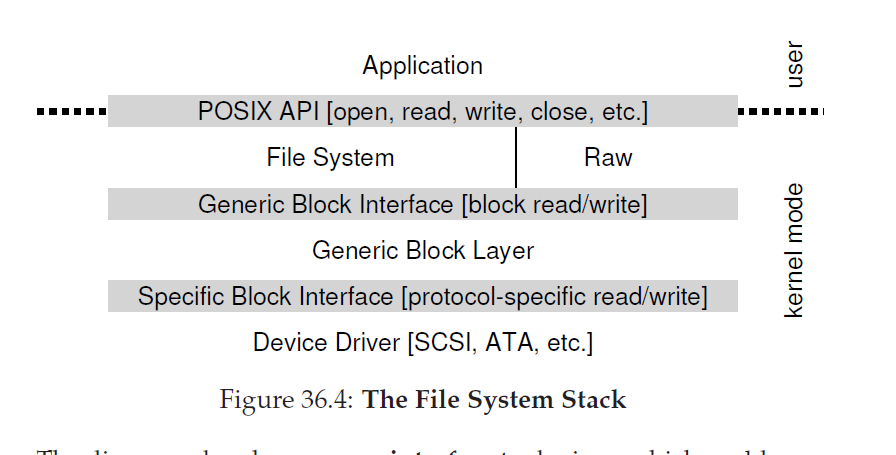 Application
user
POSIX API [open, read, write, close, etc.]
File System
Raw
Generic Block Interface [block read/write]
Generic Block Layer
kernel mode
Specific Block Interface [protocol-specific read/write]
Device Driver [SCSI, ATA, etc.]
Figure 36.4: The File System Stack